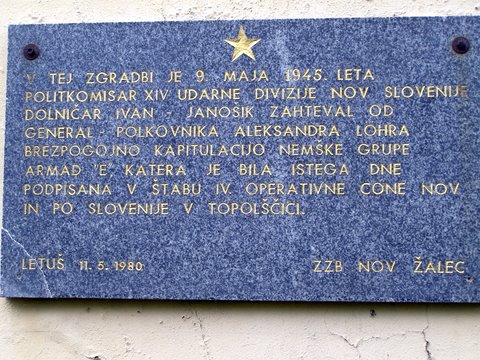 V TEJ ZGRADBI JE 9. MAJA 1945. LETA
POLITKOMISAR XIV UDARNE DIVIZIJE NOV SLOVENIJE
DOLNIČAR IVAN - JANOŠIK ZAHTEVAL OD
GENERAL - POLKOVNIKA ALEKSANDRA LÖHRA
BREZPOGOJNO KAPITULACIJO NEMŠKE GRUPE
ARMAD "E" KATERA JE BILA ISTEGA DNE
PODPISANA V ŠTABU IV. OPERATIVNE CONE NOV
IN PO SLOVENIJE V TOPOLŠČICI.
LETUŠ 11. 5. 1980 ZZB NOV ŽALEC